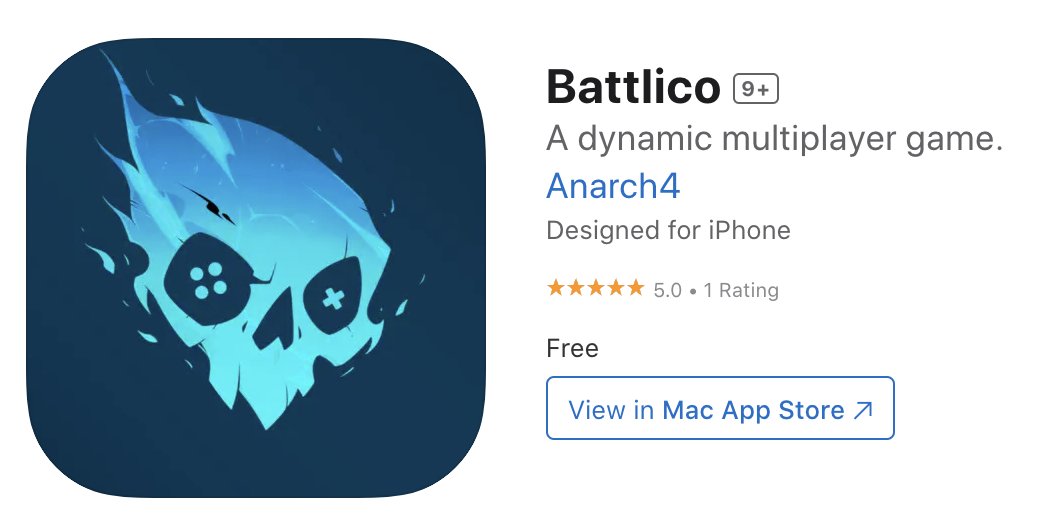 Battlico 9+
A dynamic multiplayer game.
Anarch4
Designed for iPhone
★★★★★ 5.0 • 1 Rating
Free
View in Mac App Store ↗